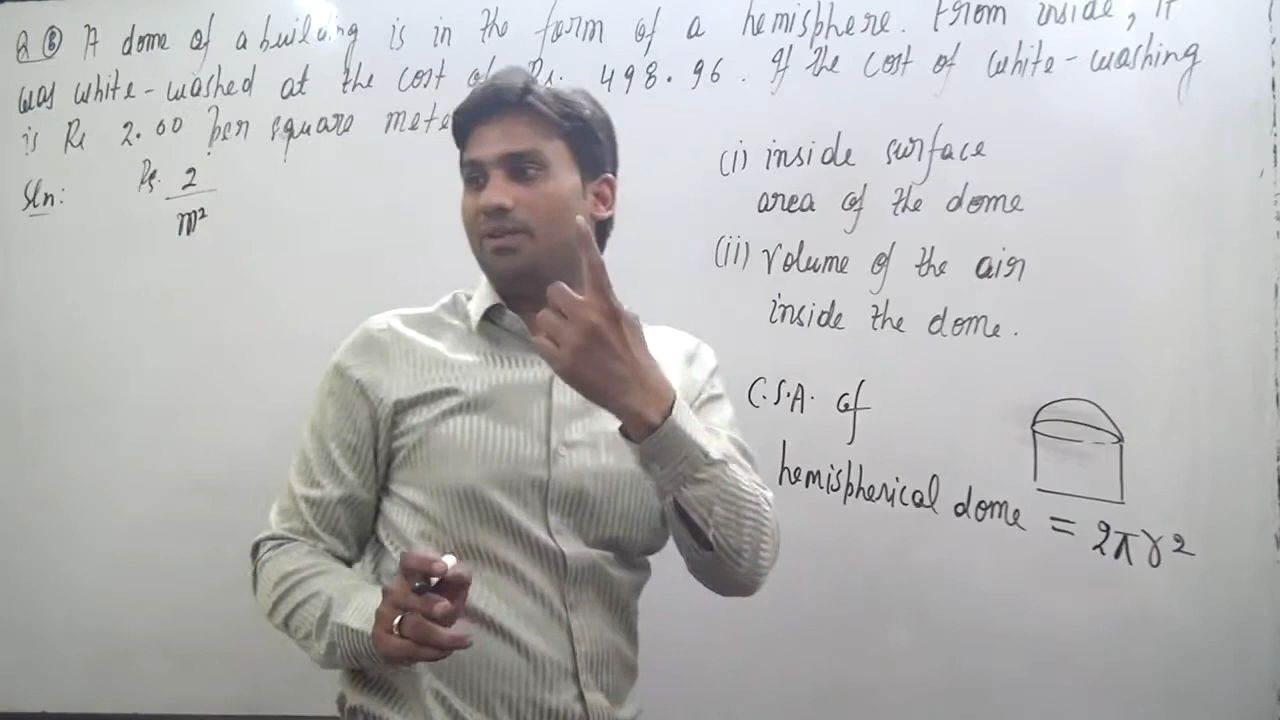 Q ⑧ A dome of a building is in the form of a hemisphere. From inside, it
was white-washed at the cost of Rs. 498.96. If the cost of white-washing
is Rs 2.00 per square mete
Sln: Rs. 2
m²
(i) inside surface
area of the dome
(ii) Volume of the air
inside the dome.
C.S.A. of
hemispherical dome = 2πr²